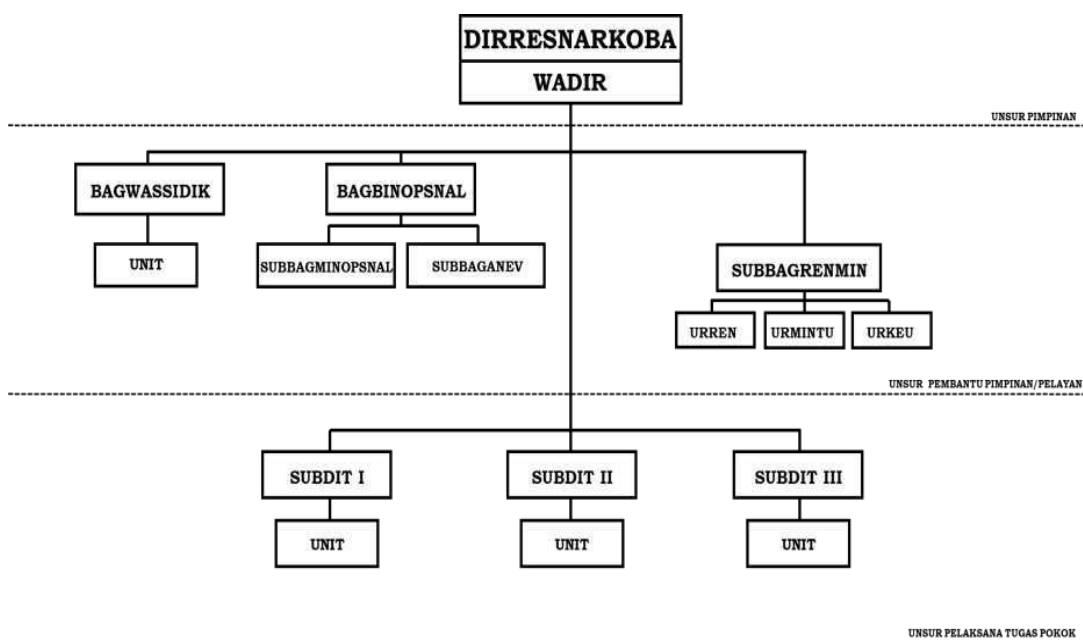 DIRRESNARKOBA
WADIR
UNSUR PIMPINAN
BAGWASSIDIK
BAGBINOPSNAL
UNIT
SUBBAGMINOPSNAL
SUBBAGANEV
SUBBAGRENMIN
URREN
URMINTU
URKEU
UNSUR PEMBANTU PIMPINAN/PELAYAN
SUBDIT I
SUBDIT II
SUBDIT III
UNIT
UNIT
UNIT
UNSUR PELAKSANA TUGAS POKOK